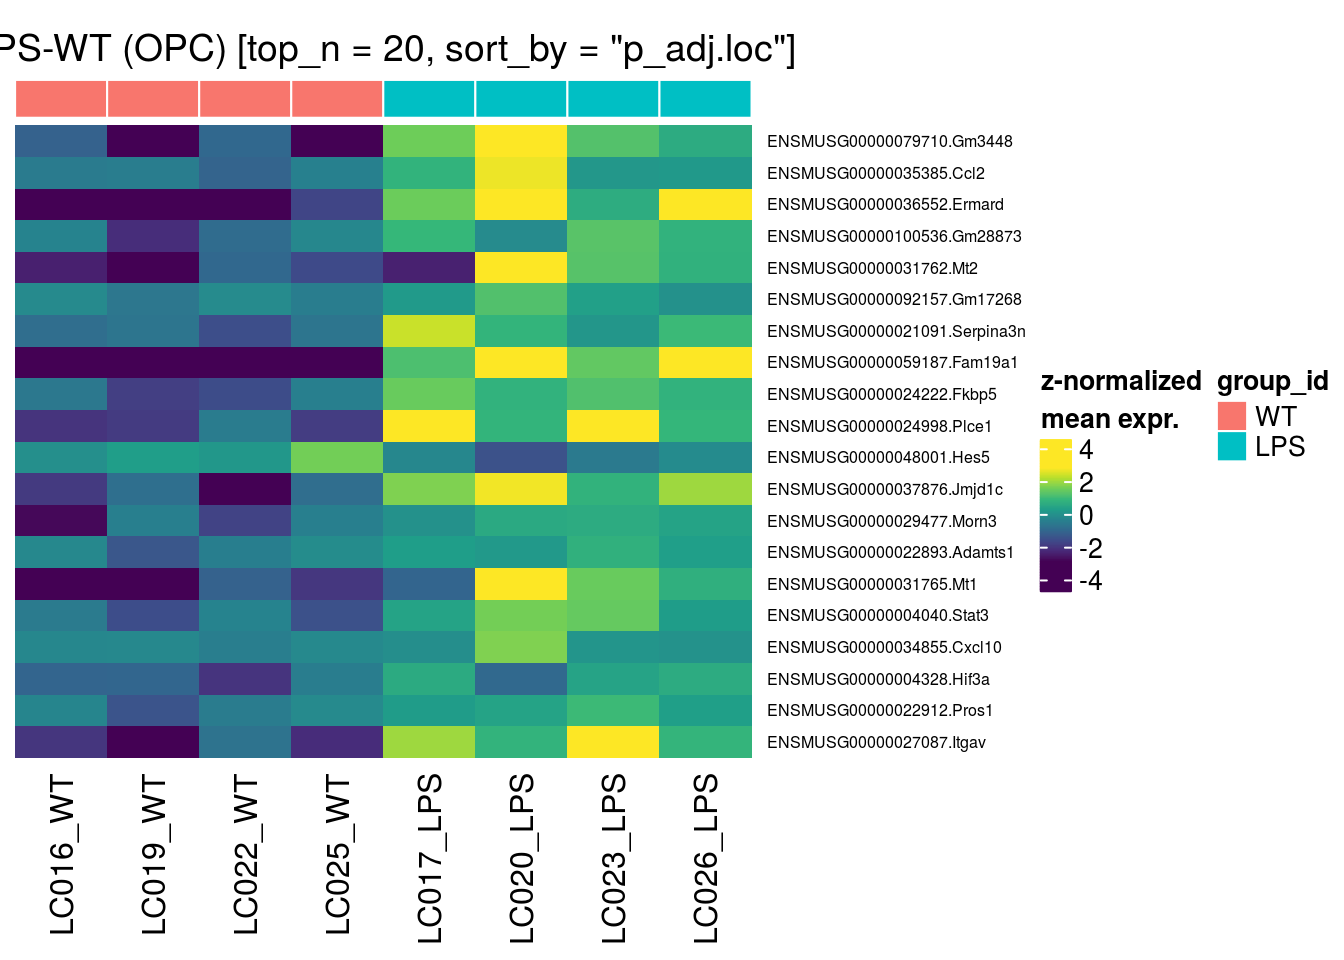 PS-WT (OPC) [top_n = 20, sort_by = "p_adj.loc"]
ENSMUSG00000079710.Gm3448
ENSMUSG00000035385.Ccl2
ENSMUSG00000036552.Ermard
ENSMUSG00000100536.Gm28873
ENSMUSG00000031762.Mt2
ENSMUSG00000092157.Gm17268
ENSMUSG00000021091.Serpina3n
ENSMUSG00000059187.Fam19a1
ENSMUSG00000024222.Fkbp5
ENSMUSG00000024998.Plce1
ENSMUSG00000048001.Hes5
ENSMUSG00000037876.Jmjd1c
ENSMUSG00000029477.Morn3
ENSMUSG00000022893.Adamts1
ENSMUSG00000031765.Mt1
ENSMUSG00000004040.Stat3
ENSMUSG00000034855.Cxcl10
ENSMUSG00000004328.Hif3a
ENSMUSG00000022912.Pros1
ENSMUSG00000027087.Itgav
LC016_WT
LC019_WT
LC022_WT
LC025_WT
LC017_LPS
LC020_LPS
LC023_LPS
LC026_LPS
z-normalized
mean expr.
4
2
0
-2
-4
group_id
WT
LPS